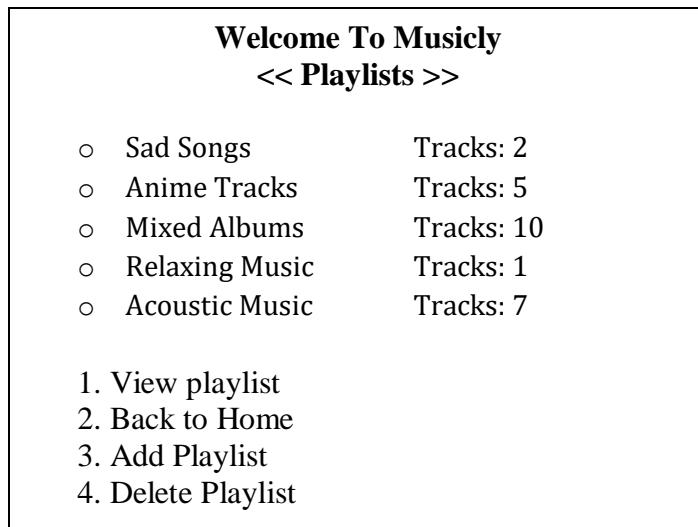 Welcome To Musicly
<< Playlists >>
o Sad Songs Tracks: 2
o Anime Tracks Tracks: 5
o Mixed Albums Tracks: 10
o Relaxing Music Tracks: 1
o Acoustic Music Tracks: 7
1. View playlist
2. Back to Home
3. Add Playlist
4. Delete Playlist